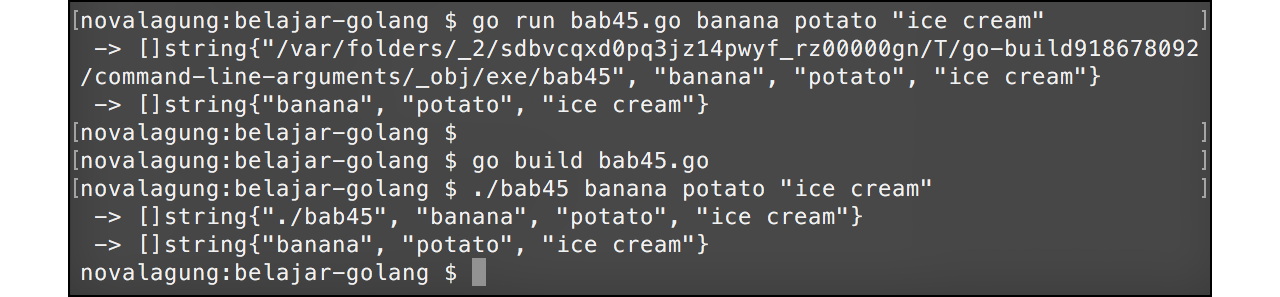 [novalagung:belajar-golang $ go run bab45.go banana potato "ice cream" ]
-> []string{"/var/folders/_2/sdbvcqxd0pq3jz14pwyf_rz00000gn/T/go-build918678092
/command-line-arguments/_obj/exe/bab45", "banana", "potato", "ice cream"}
-> []string{"banana", "potato", "ice cream"}
[novalagung:belajar-golang $ ]
[novalagung:belajar-golang $ go build bab45.go ]
[novalagung:belajar-golang $ ./bab45 banana potato "ice cream" ]
-> []string{"./bab45", "banana", "potato", "ice cream"}
-> []string{"banana", "potato", "ice cream"}
novalagung:belajar-golang $